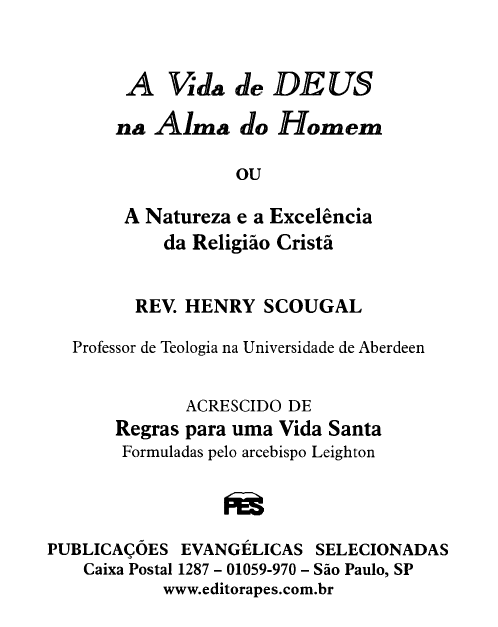 A Vida de DEUS
na Alma do Homem
OU
A Natureza e a Excelência
da Religião Cristã
REV. HENRY SCOUGAL
Professor de Teologia na Universidade de Aberdeen
ACRESCIDO DE
Regras para uma Vida Santa
Formuladas pelo arcebispo Leighton
PES
PUBLICAÇÕES EVANGÉLICAS SELECIONADAS
Caixa Postal 1287 – 01059-970 – São Paulo, SP
www.editorapes.com.br